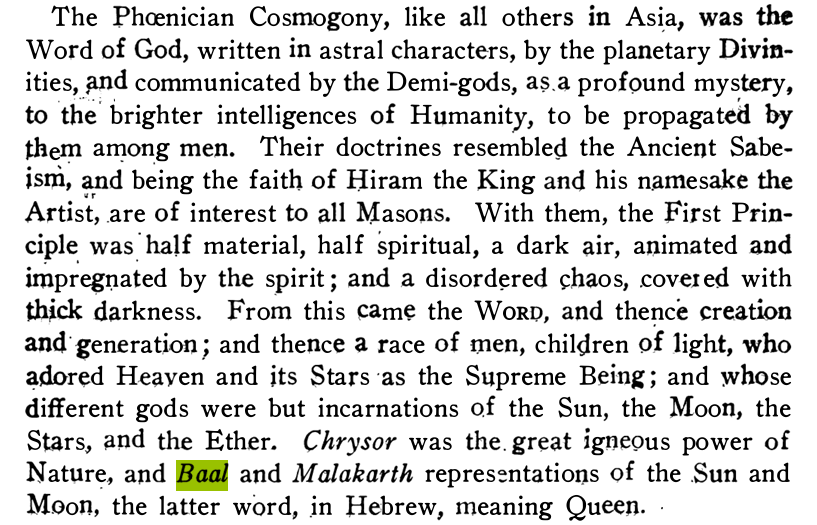 The Phœnician Cosmogony, like all others in Asia, was the
Word of God, written in astral characters, by the planetary Divin-
ities, and communicated by the Demi-gods, as a profound mystery,
to the brighter intelligences of Humanity, to be propagated by
them among men. Their doctrines resembled the Ancient Sabe-
ism, and being the faith of Hiram the King and his namesake the
Artist, are of interest to all Masons. With them, the First Prin-
ciple was half material, half spiritual, a dark air, animated and
impregnated by the spirit; and a disordered chaos, covered with
thick darkness. From this came the WORD, and thence creation
and generation; and thence a race of men, children of light, who
adored Heaven and its Stars as the Supreme Being; and whose
different gods were but incarnations of the Sun, the Moon, the
Stars, and the Ether. Chrysor was the great igneous power of
Nature, and Baal and Malakarth representations of the Sun and
Moon, the latter word, in Hebrew, meaning Queen.